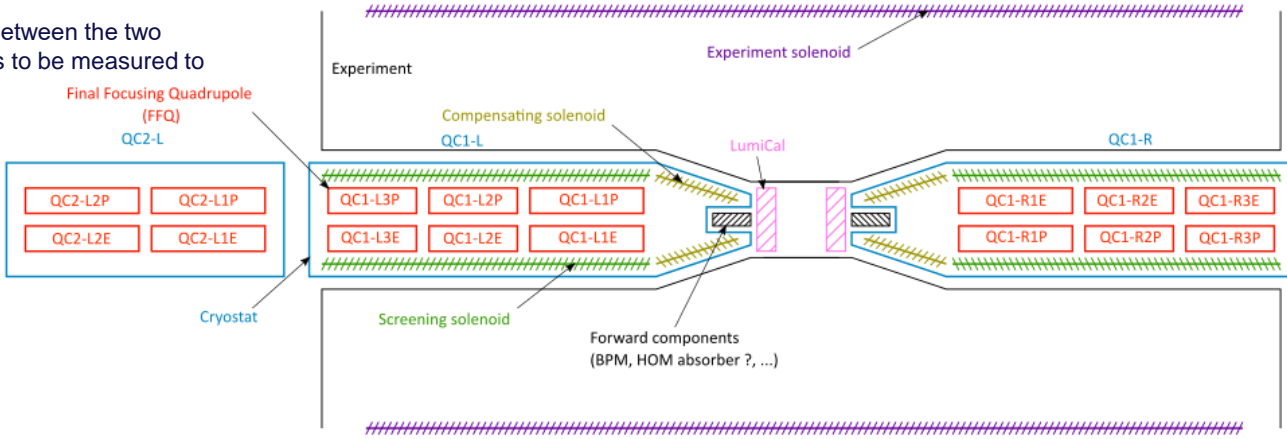 etween the two
s to be measured to
Experiment solenoid
Experiment
Final Focusing Quadrupole
(FFQ)
QC2-L
Compensating solenoid
QC1-L
LumiCal
QC1-R
QC2-L2P QC2-L1P QC1-L3P QC1-L2P QC1-L1P QC1-R1E QC1-R2E QC1-R3E
QC2-L2E QC2-L1E QC1-L3E QC1-L2E QC1-L1E QC1-R1P QC1-R2P QC1-R3P
Cryostat
Screening solenoid
Forward components
(BPM, HOM absorber ?, ...)